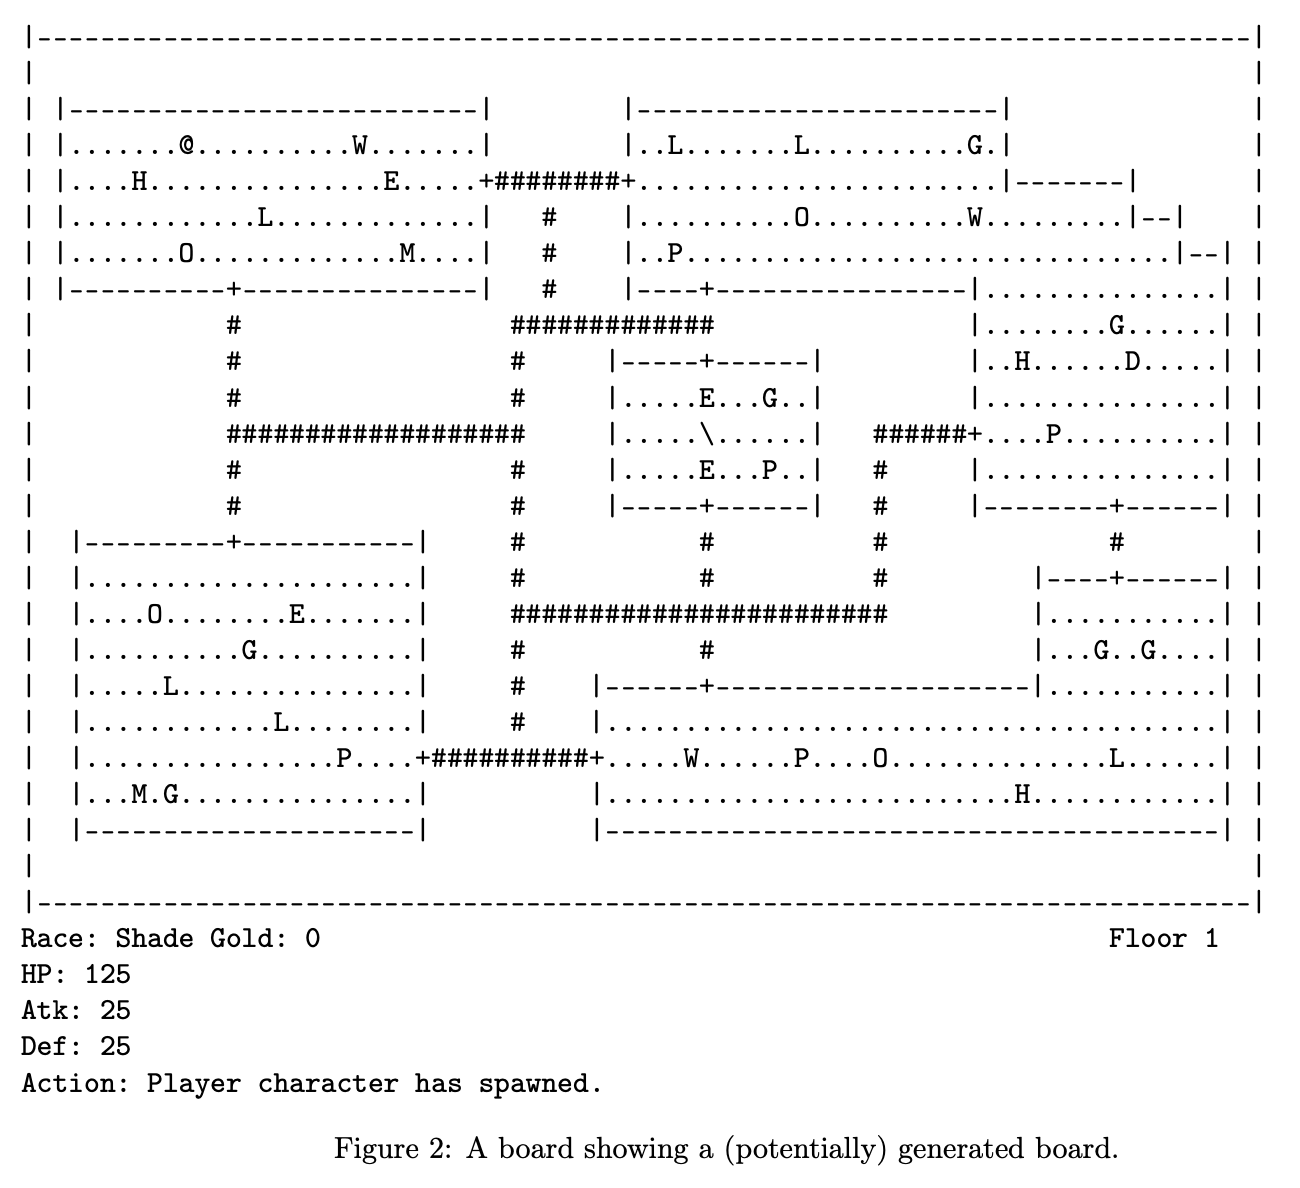 |-----------------------------------------------------------------------------|
|                                                                             |
| |--------------------------|        |-----------------------|               |
| |.......@..........W.......|        |..L.......L..........G.|               |
| |....H...............E.....+########+.......................|-------|       |
| |............L.............|   #    |..........O..........W.........|--|    |
| |.......O.............M....|   #    |..P...............................|--| |
| |----------+---------------|   #    |----+----------------|...............| |
|            #                 #############                |........G......| |
|            #                 #     |-----+------|         |..H......D.....| |
|            #                 #     |.....E...G..|         |...............| |
|            ###################     |.....\......|   ######+....P..........| |
|            #                 #     |.....E...P..|   #     |...............| |
|            #                 #     |-----+------|   #     |--------+------| |
|  |---------+-----------|     #           #          #              #        |
|  |.....................|     #           #          #         |----+------| |
|  |....O........E.......|     ########################         |...........| |
|  |..........G..........|     #           #                    |...G..G....| |
|  |.....L...............|     #    |------+--------------------|...........| |
|  |............L........|     #    |.......................................| |
|  |................P....+##########+.....W......P....O..............L......| |
|  |...M.G...............|          |..........................H............| |
|  |---------------------|          |---------------------------------------| |
|                                                                             |
|-----------------------------------------------------------------------------|
Race: Shade Gold: 0                                                  Floor 1
HP: 125
Atk: 25
Def: 25
Action: Player character has spawned.
Figure 2: A board showing a (potentially) generated board.